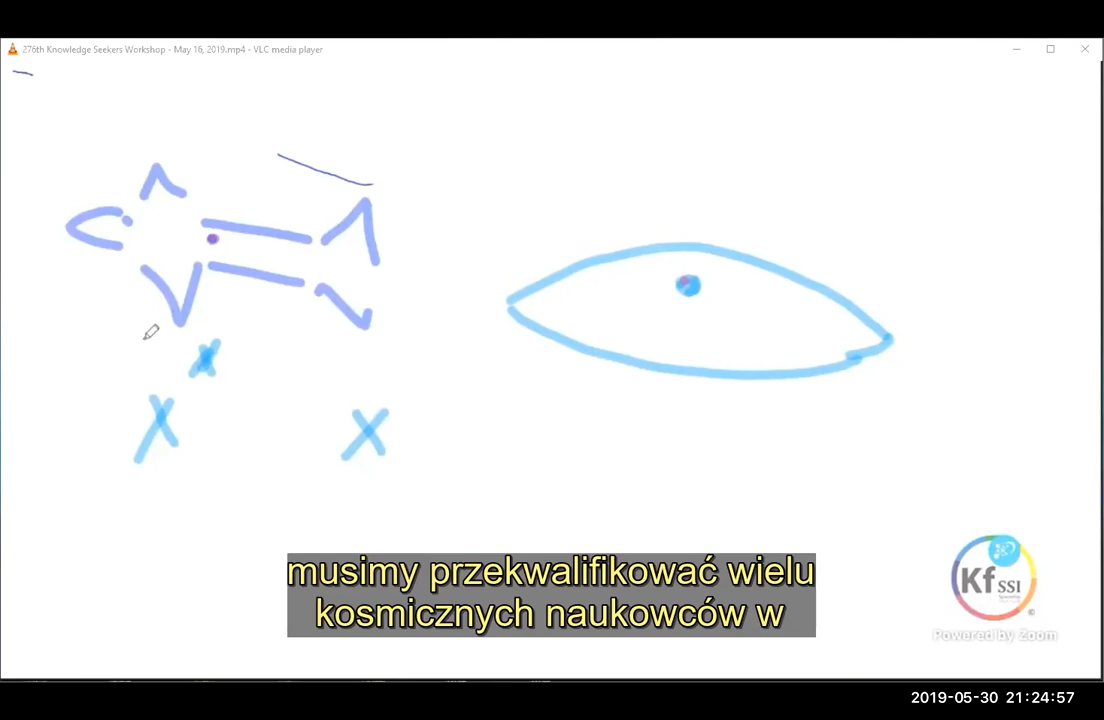 276th Knowledge Seekers Workshop - May 16, 2019.mp4 - VLC media player
X
X
X
musimy przekwalifikować wielu
kosmicznych naukowców w
Kf SSI
©
Powered by Zoom
2019-05-30 21:24:57